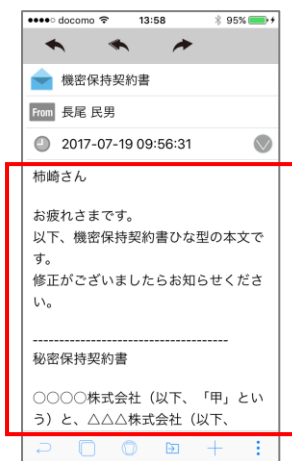 docomo 13:58 95%
機密保持契約書
From 長尾 民男
2017-07-19 09:56:31
柿崎さん
お疲れさまです。
以下、機密保持契約書ひな型の本文で
す。
修正がございましたらお知らせくださ
い。
-------------------------------------
秘密保持契約書
○○○○株式会社（以下、「甲」とい
う）と、△△△株式会社（以下、